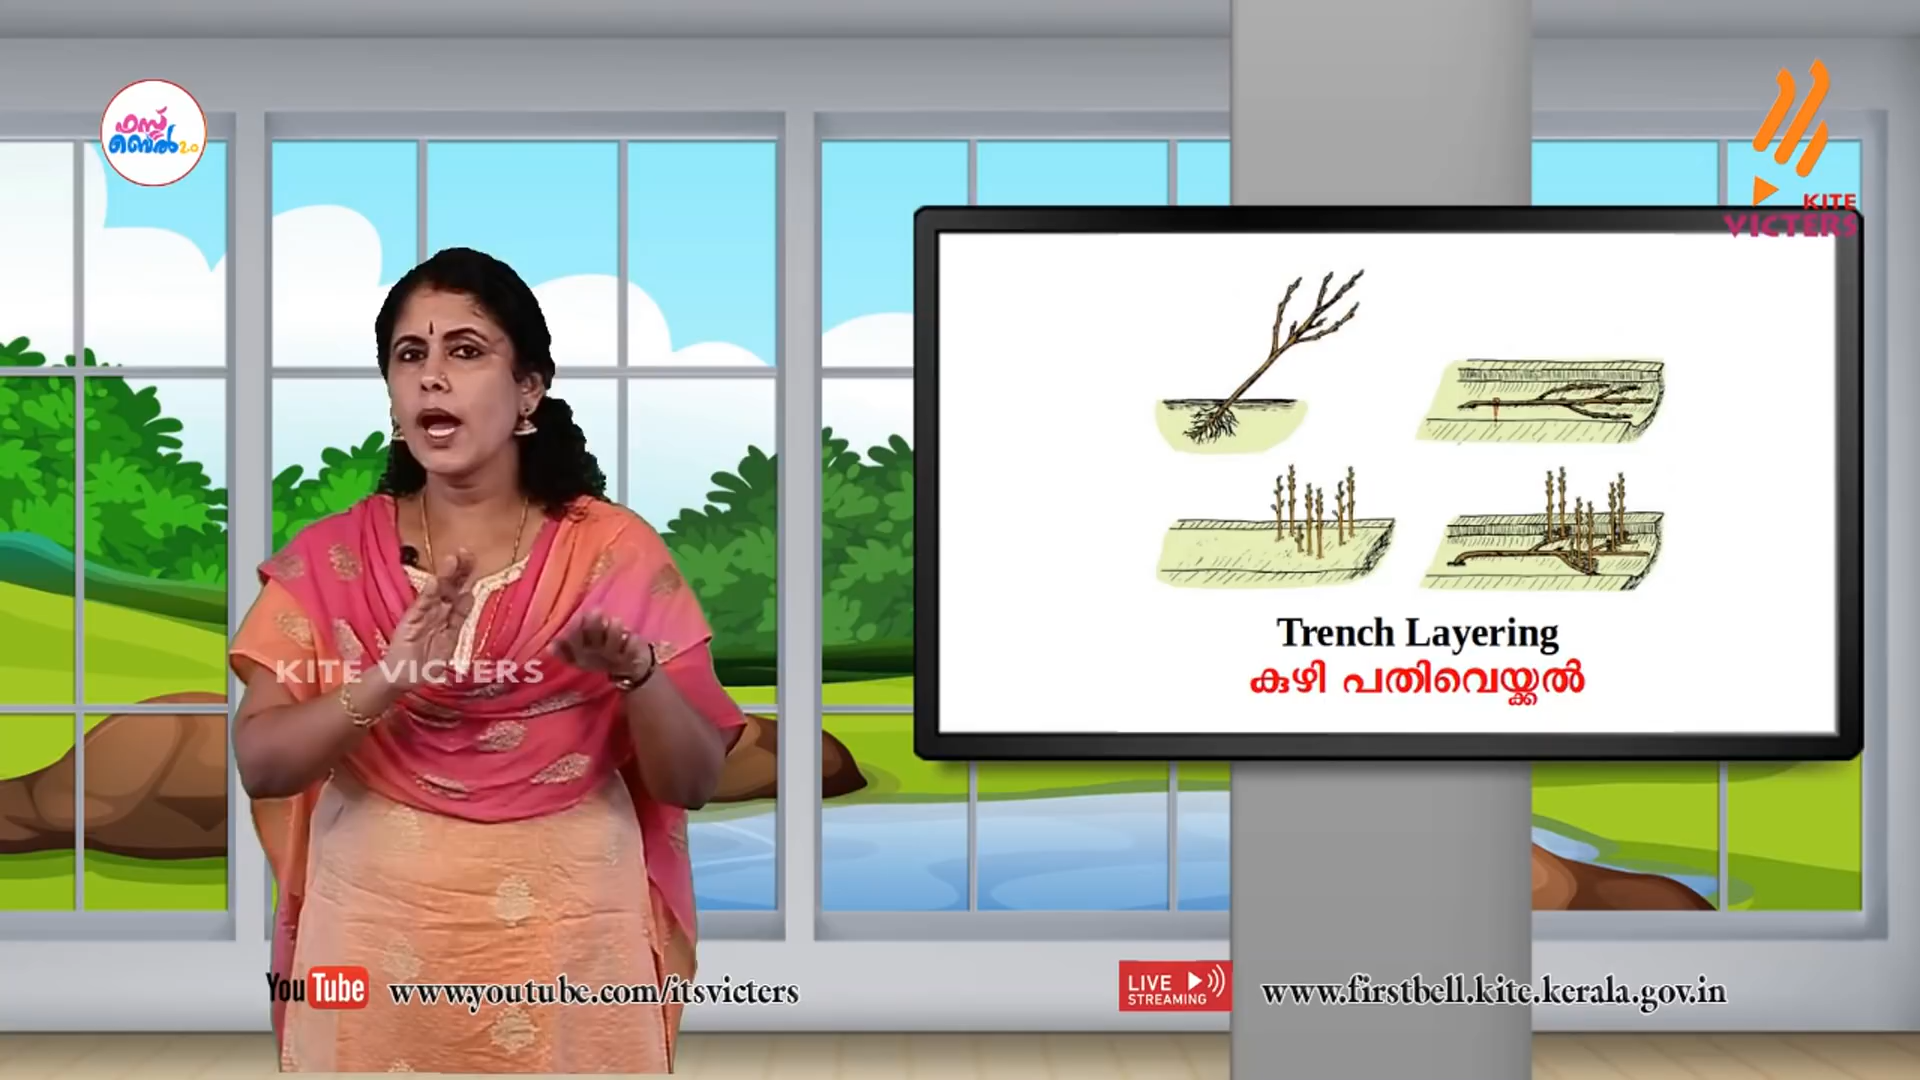 ഫസ്റ്റ്
ബെൽ 2.0
KITE
VICTERS
Trench Layering
കുഴി പതിവെയ്ക്കൽ
KITE VICTERS
YouTube www.youtube.com/itsvicters
LIVE
STREAMING
www.firstbell.kite.kerala.gov.in